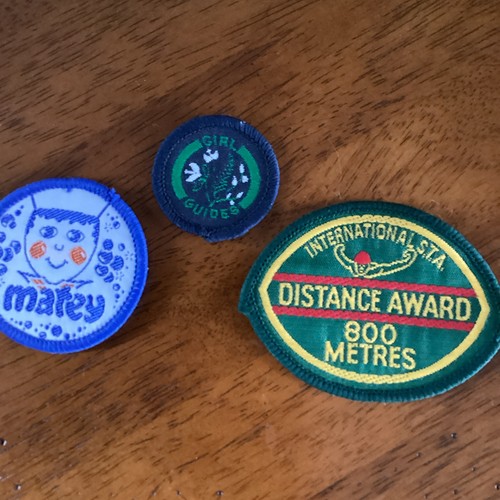 matey
GIRL
GUIDES
INTERNATIONAL S.T.A.
DISTANCE AWARD
800
METRES